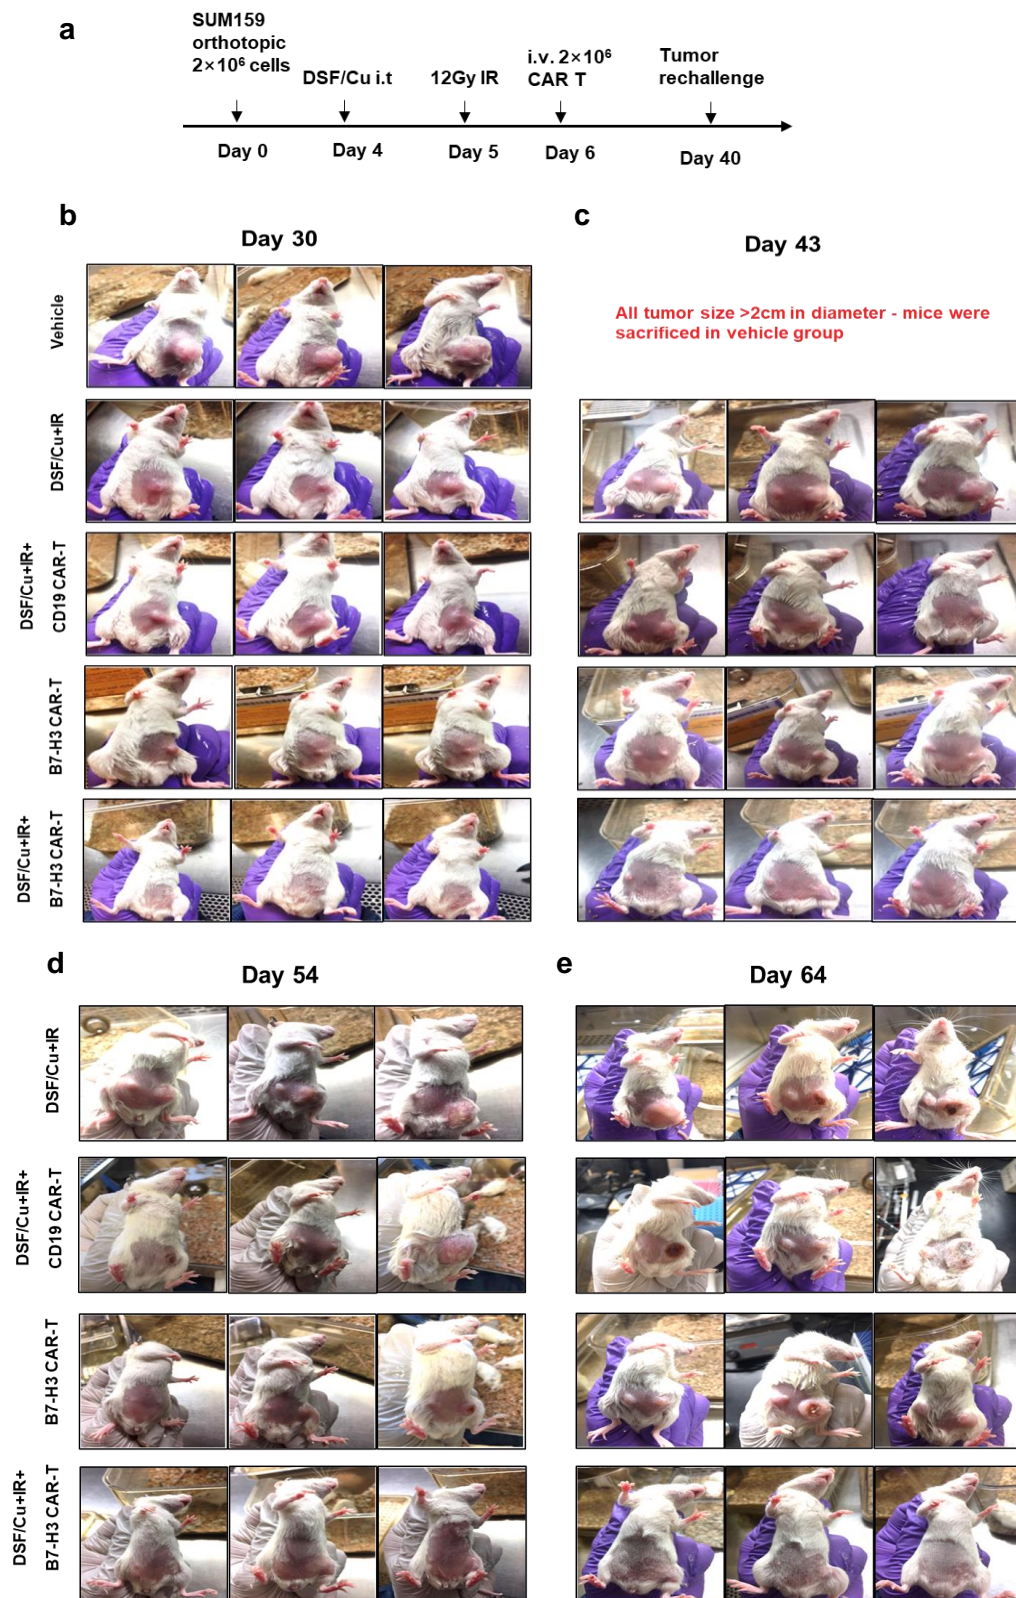 a
SUM159
orthotopic
2×10⁶ cells
DSF/Cu i.t
12Gy IR
i.v. 2×10⁶
CAR T
Tumor
rechallenge
Day 0
Day 4
Day 5
Day 6
Day 40
b
Day 30
Vehicle
DSF/Cu+IR
DSF/Cu+IR+
CD19 CAR-T
B7-H3 CAR-T
DSF/Cu+IR+
B7-H3 CAR-T
c
Day 43
All tumor size >2cm in diameter - mice were
sacrificed in vehicle group
d
Day 54
DSF/Cu+IR
DSF/Cu+IR+
CD19 CAR-T
B7-H3 CAR-T
DSF/Cu+IR+
B7-H3 CAR-T
e
Day 64